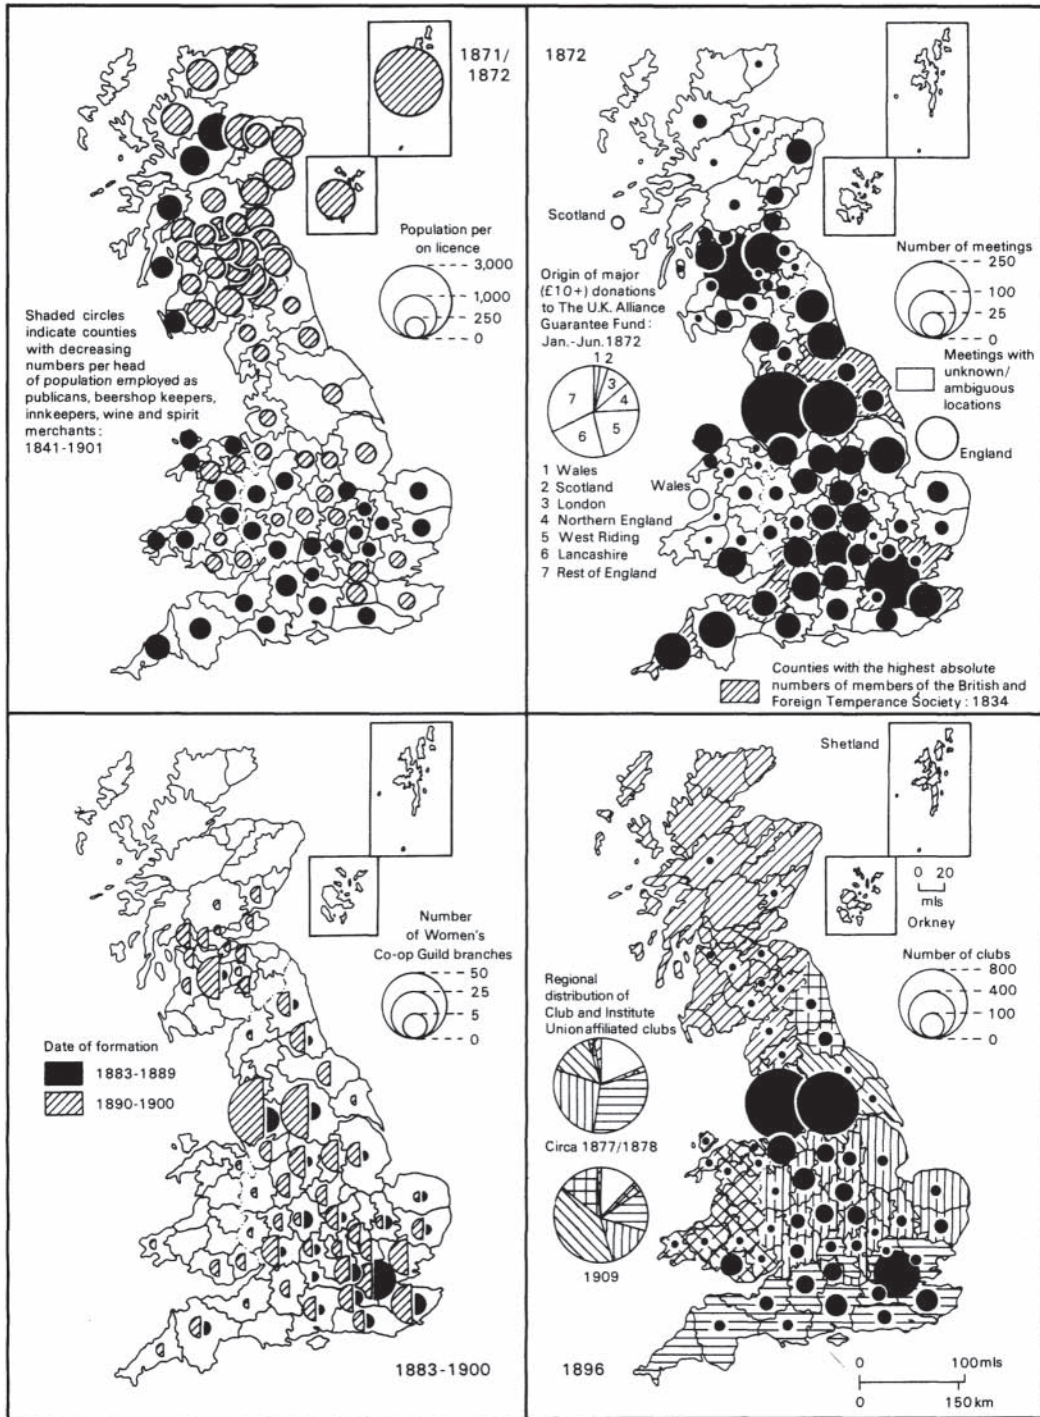 1871/
1872
Population per
on licence
3,000
1,000
250
0
Shaded circles
indicate counties
with decreasing
numbers per head
of population employed as
publicans, beershop keepers,
innkeepers, wine and spirit
merchants:
1841-1901
1872
Scotland
Origin of major
(£10+) donations
to The U.K. Alliance
Guarantee Fund:
Jan.-Jun. 1872
1 2
3
4
5
6
7
1 Wales
2 Scotland
3 London
4 Northern England
5 West Riding
6 Lancashire
7 Rest of England
Wales
Number of meetings
250
100
25
0
Meetings with
unknown/
ambiguous
locations
England
Counties with the highest absolute
numbers of members of the British and
Foreign Temperance Society: 1834
Number
of Women's
Co-op Guild branches
50
25
5
0
Date of formation
1883-1889
1890-1900
1883-1900
Shetland
0 20
mls
Orkney
Number of clubs
800
400
100
0
Regional
distribution of
Club and Institute
Union affiliated clubs
Circa 1877/1878
1909
1896
0 100mls
0 150km